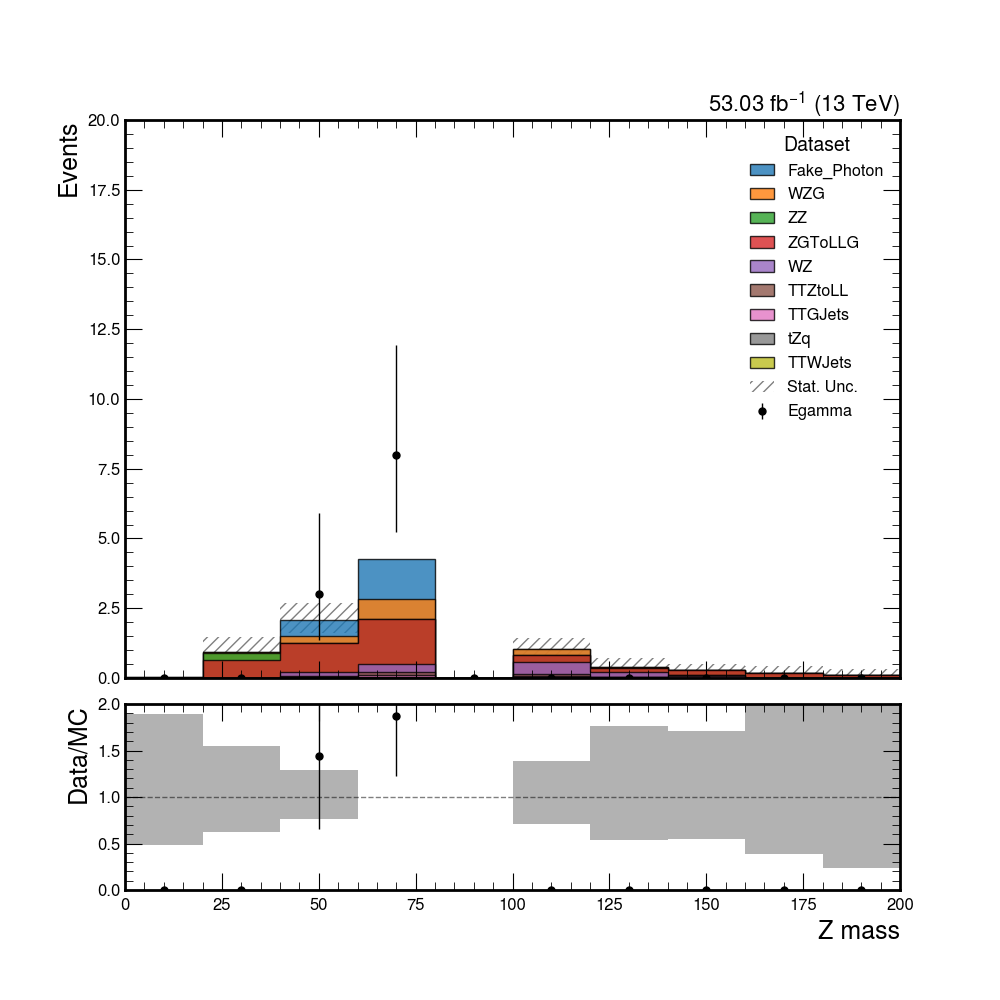 53.03 fb⁻¹ (13 TeV)
Events
20.0
17.5
15.0
12.5
10.0
7.5
5.0
2.5
0.0
Dataset
Fake_Photon
WZG
ZZ
ZGToLLG
WZ
TTZtoLL
TTGJets
tZq
TTWJets
Stat. Unc.
Egamma
Data/MC
2.0
1.5
1.0
0.5
0.0
0 25 50 75 100 125 150 175 200
Z mass